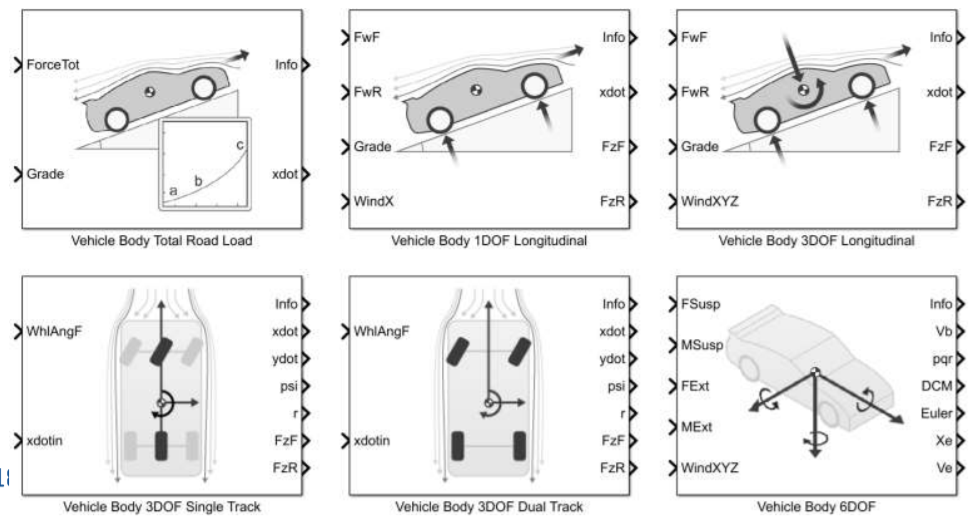 ForceTot
Info
Grade
xdot
a
b
c
Vehicle Body Total Road Load
FwF
Info
FwR
xdot
Grade
FzF
WindX
FzR
Vehicle Body 1DOF Longitudinal
FwF
Info
FwR
xdot
Grade
FzF
WindXYZ
FzR
Vehicle Body 3DOF Longitudinal
WhlAngF
Info
xdot
ydot
psi
r
xdotin
FzF
FzR
Vehicle Body 3DOF Single Track
WhlAngF
Info
xdot
ydot
psi
r
xdotin
FzF
FzR
Vehicle Body 3DOF Dual Track
FSusp
Info
MSusp
Vb
pqr
FExt
DCM
MExt
Euler
Xe
WindXYZ
Ve
Vehicle Body 6DOF